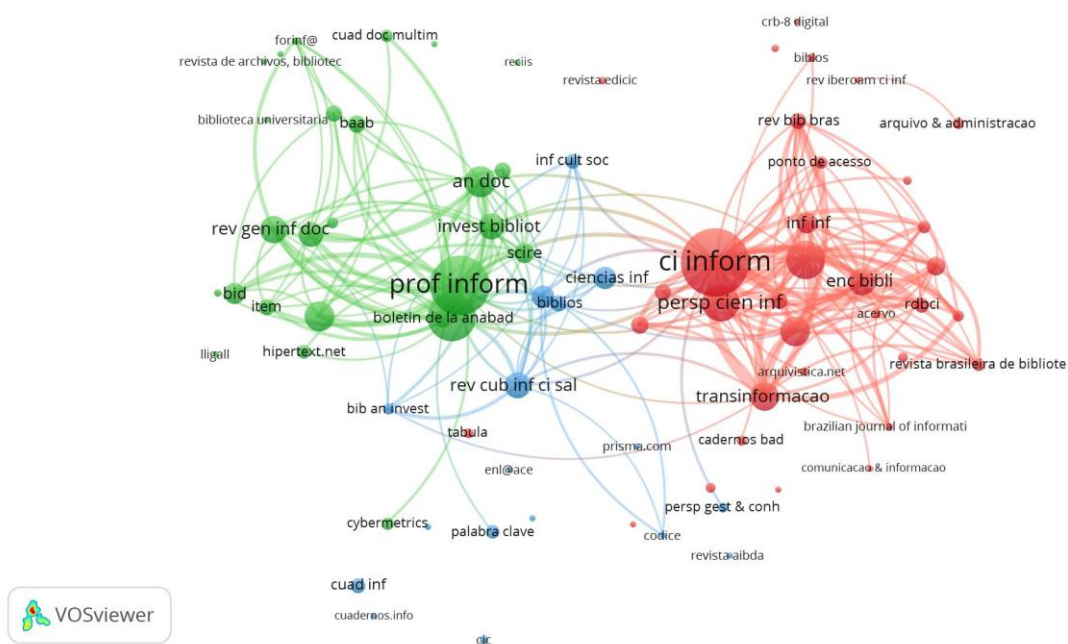 crb-8 digital
forinf@
cuad doc multim
biblos
revista de archivos, bibliotec
reciis
revista edicic
rev iberoam ci inf
biblioteca universitaria
baab
rev bib bras
arquivo & administracao
inf cult soc
ponto de acesso
an doc
rev gen inf doc
invest bibliot
inf inf
scire
ci inform
prof inform
ciencias inf
enc bibli
bid
item
biblios
persp cien inf
rdbci
boletin de la anabad
acervo
lligall
hipertext.net
revista brasileira de bibliote
arquivistica.net
rev cub inf ci sal
transinformacao
bib an invest
tabula
cadernos bad
brazilian journal of informati
prisma.com
enl@ace
comunicacao & informacao
persp gest & conh
cybermetrics
palabra clave
codice
revista aibda
cuad inf
cuadernos.info
cic
VOSviewer